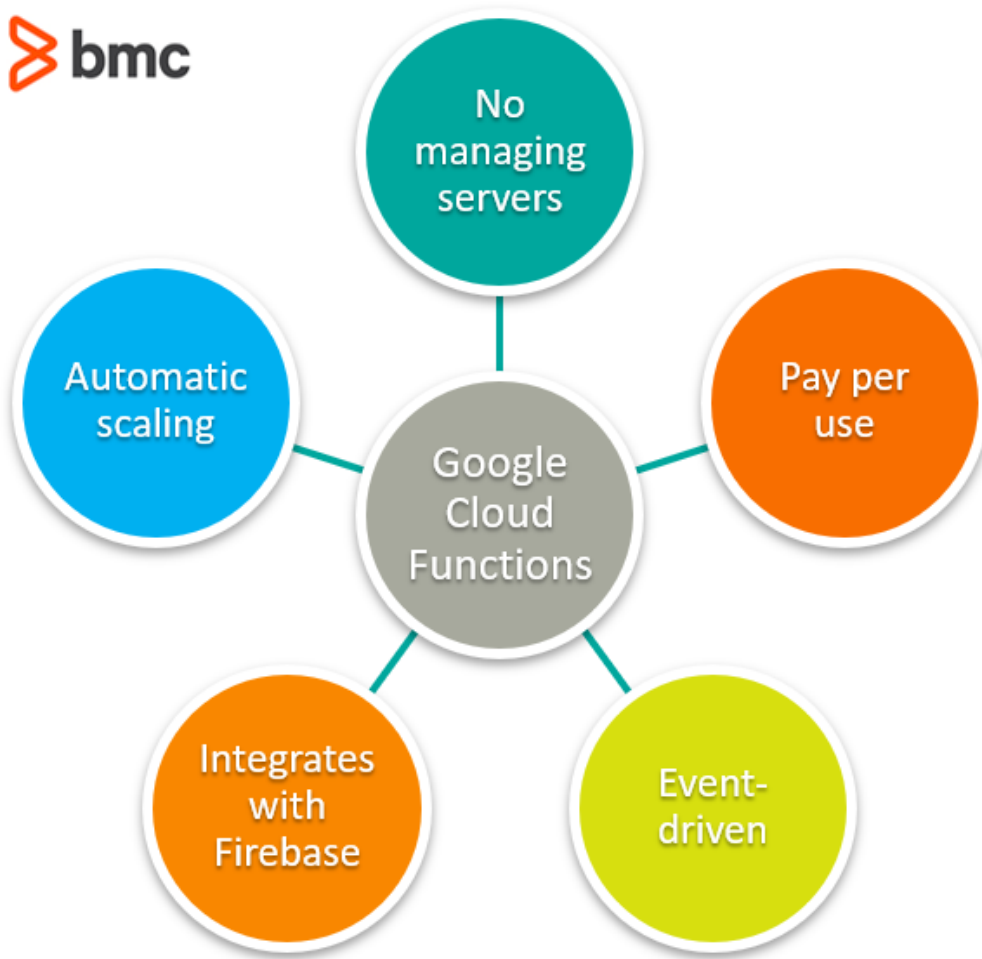 bmc
No
managing
servers
Automatic
scaling
Pay per
use
Google
Cloud
Functions
Integrates
with
Firebase
Event-
driven